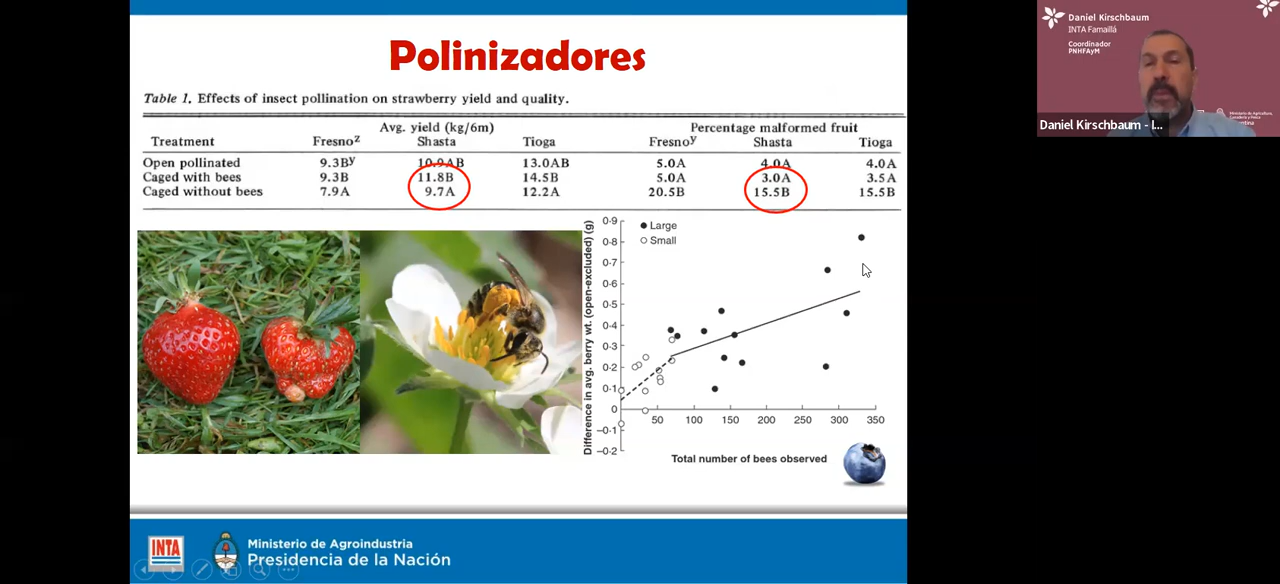 Polinizadores
Table 1. Effects of insect pollination on strawberry yield and quality.
Avg. yield (kg/6m) Percentage malformed fruit
Treatment Fresnoᶻ Shasta Tioga Fresnoʸ Shasta Tioga
Open pollinated 9.3Bʸ 10.9AB 13.0AB 5.0A 4.0A 4.0A
Caged with bees 9.3B 11.8B 14.5B 5.0A 3.0A 3.5A
Caged without bees 7.9A 9.7A 12.2A 20.5B 15.5B 15.5B
Difference in avg. berry wt. (open-excluded) (g)
0·9
0·8
0·7
0·6
0·5
0·4
0·3
0·2
0·1
0
−0·1
−0·2
Large
Small
50 100 150 200 250 300 350
Total number of bees observed
INTA
Ministerio de Agroindustria
Presidencia de la Nación
Daniel Kirschbaum
INTA Famaillá
Coordinador
PNHFAyM
Ministerio de Agricultura,
Daniel Kirschbaum - I...